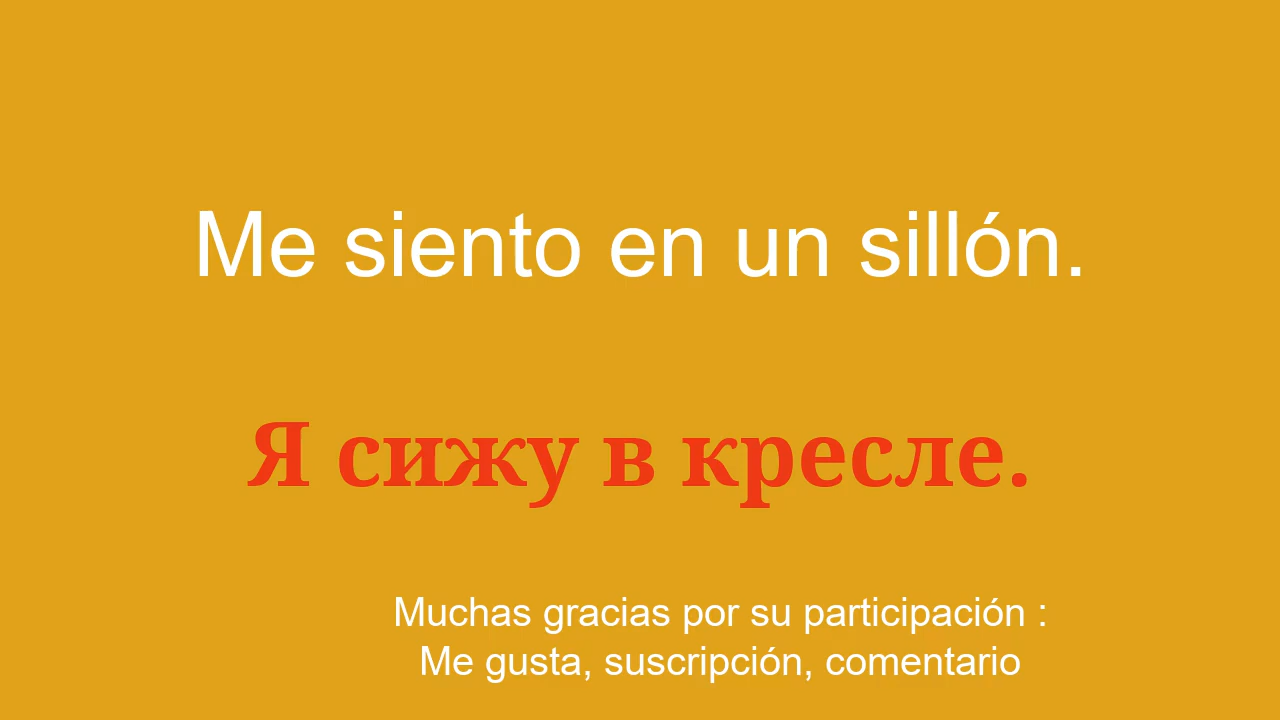 Me siento en un sillón.
Я сижу в кресле.
Muchas gracias por su participación :
Me gusta, suscripción, comentario